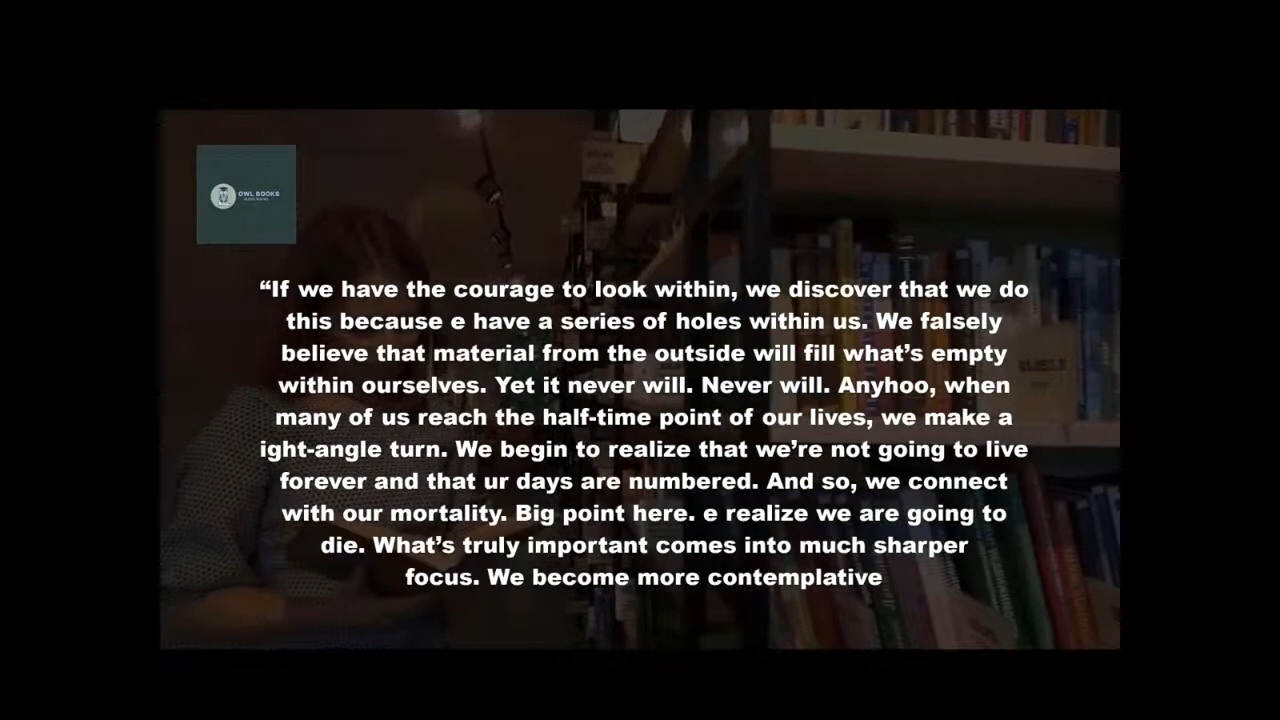 OWL BOOKS
“If we have the courage to look within, we discover that we do
this because e have a series of holes within us. We falsely
believe that material from the outside will fill what’s empty
within ourselves. Yet it never will. Never will. Anyhoo, when
many of us reach the half-time point of our lives, we make a
ight-angle turn. We begin to realize that we’re not going to live
forever and that ur days are numbered. And so, we connect
with our mortality. Big point here. e realize we are going to
die. What’s truly important comes into much sharper
focus. We become more contemplative